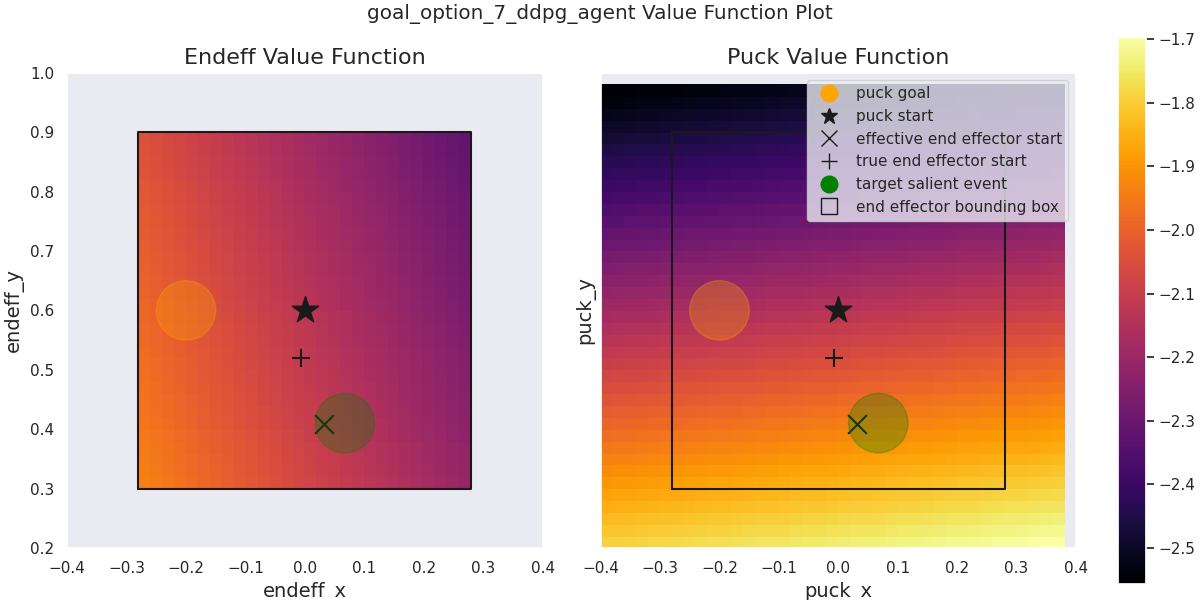 goal_option_7_ddpg_agent Value Function Plot
Endeff Value Function
1.0
0.9
0.8
0.7
0.6
0.5
0.4
0.3
0.2
endeff_y
−0.4 −0.3 −0.2 −0.1 0.0 0.1 0.2 0.3 0.4
endeff_x
Puck Value Function
puck goal
puck start
effective end effector start
true end effector start
target salient event
end effector bounding box
puck_y
−0.4 −0.3 −0.2 −0.1 0.0 0.1 0.2 0.3 0.4
puck_x
−1.7
−1.8
−1.9
−2.0
−2.1
−2.2
−2.3
−2.4
−2.5